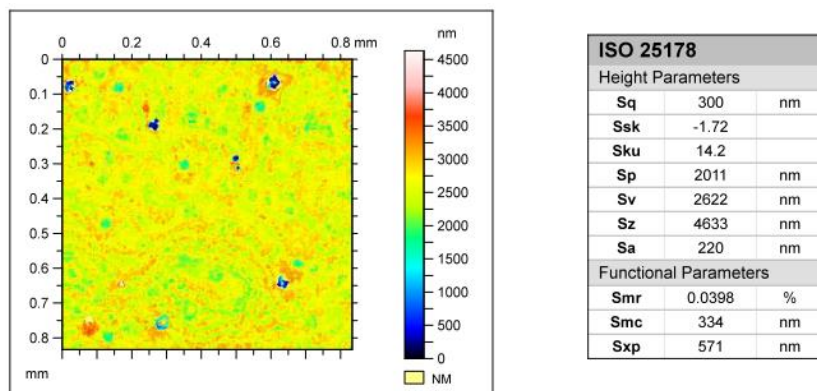 0 0.2 0.4 0.6 0.8 mm
0
0.1
0.2
0.3
0.4
0.5
0.6
0.7
0.8
mm
nm
4500
4000
3500
3000
2500
2000
1500
1000
500
0
NM
ISO 25178
Height Parameters
Sq 300 nm
Ssk -1.72
Sku 14.2
Sp 2011 nm
Sv 2622 nm
Sz 4633 nm
Sa 220 nm
Functional Parameters
Smr 0.0398 %
Smc 334 nm
Sxp 571 nm